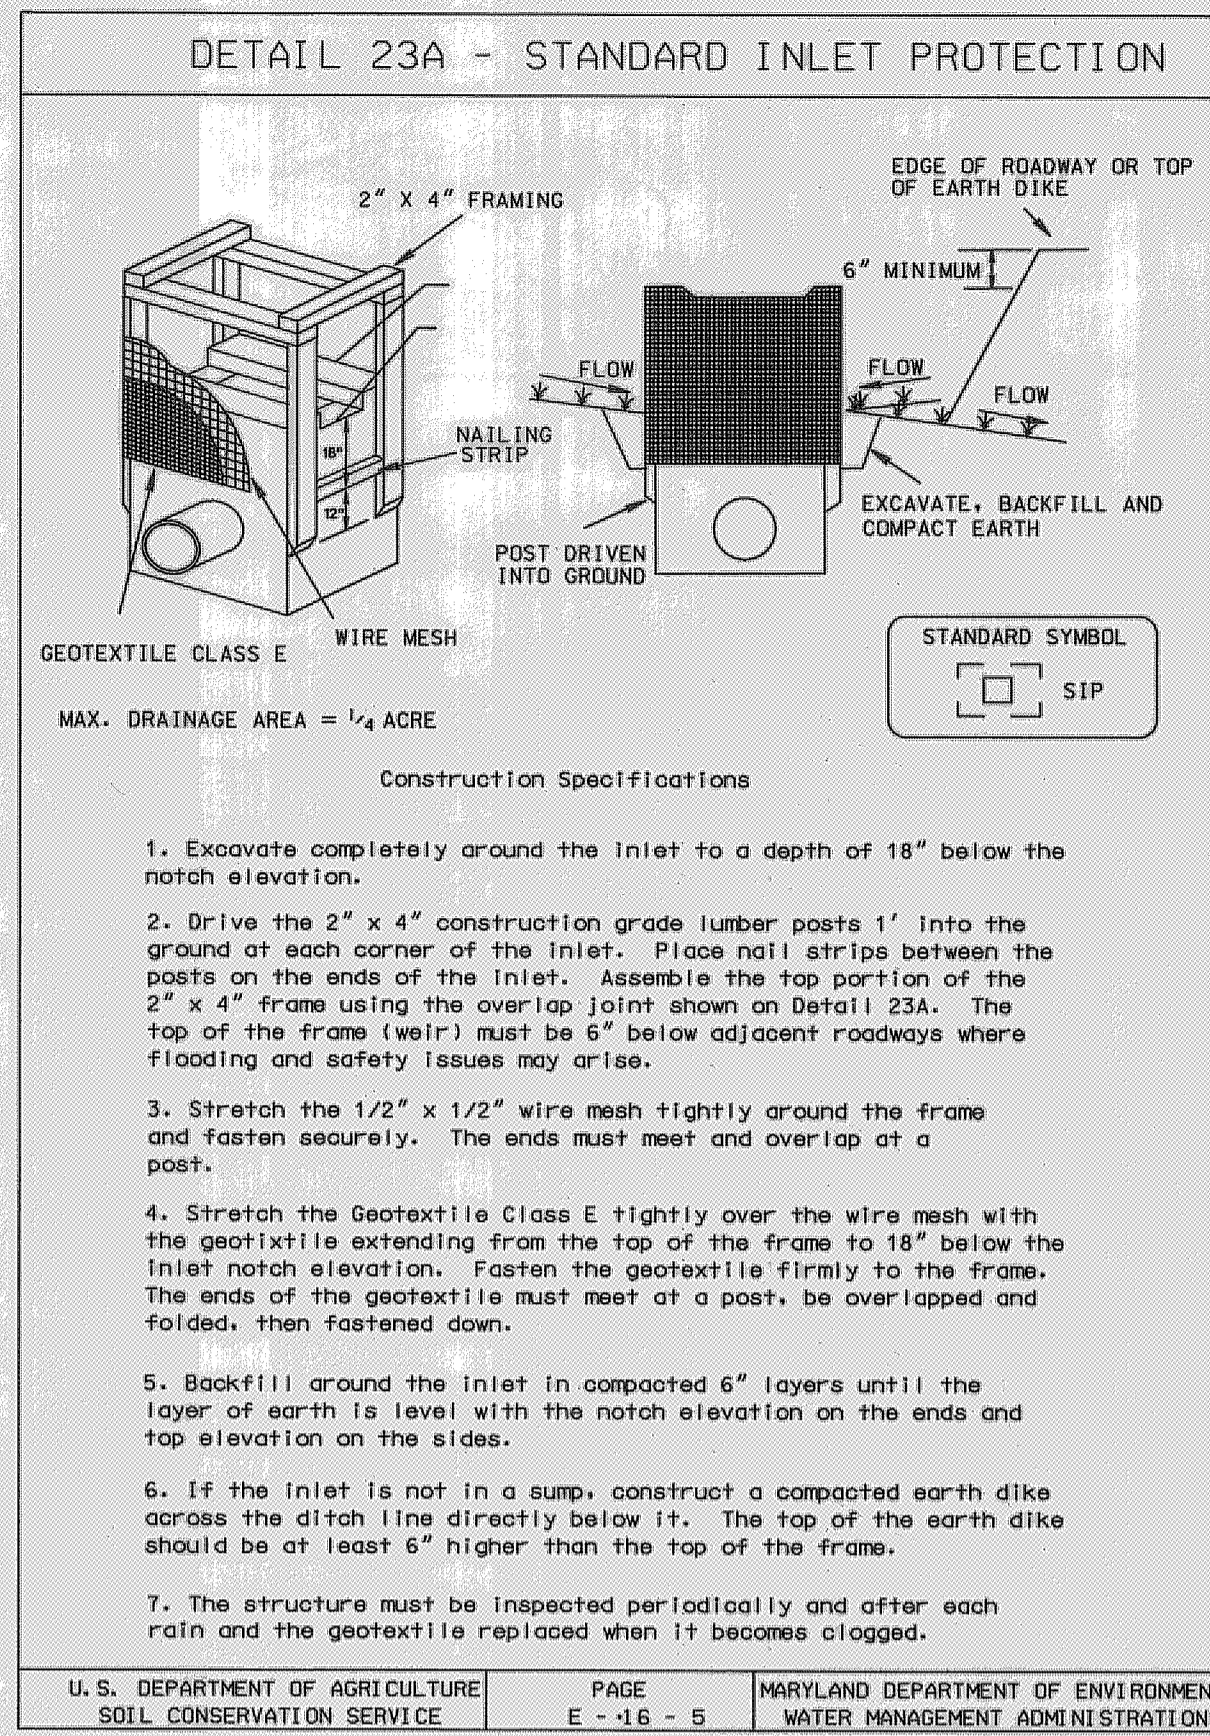 DETAIL 23A - STANDARD INLET PROTECTION
EDGE OF ROADWAY OR TOP
OF EARTH DIKE
2" X 4" FRAMING
6" MINIMUM
FLOW
FLOW
FLOW
NAILING
STRIP
18"
12"
EXCAVATE, BACKFILL AND
COMPACT EARTH
POST DRIVEN
INTO GROUND
WIRE MESH
GEOTEXTILE CLASS E
STANDARD SYMBOL
SIP
MAX. DRAINAGE AREA = 1/4 ACRE
Construction Specifications
1. Excavate completely around the inlet to a depth of 18" below the
notch elevation.
2. Drive the 2" x 4" construction grade lumber posts 1' into the
ground at each corner of the inlet. Place nail strips between the
posts on the ends of the inlet. Assemble the top portion of the
2" x 4" frame using the overlap joint shown on Detail 23A. The
top of the frame (weir) must be 6" below adjacent roadways where
flooding and safety issues may arise.
3. Stretch the 1/2" x 1/2" wire mesh tightly around the frame
and fasten securely. The ends must meet and overlap at a
post.
4. Stretch the Geotextile Class E tightly over the wire mesh with
the geotixtile extending from the top of the frame to 18" below the
inlet notch elevation. Fasten the geotextile firmly to the frame.
The ends of the geotextile must meet at a post, be overlapped and
folded, then fastened down.
5. Backfill around the inlet in compacted 6" layers until the
layer of earth is level with the notch elevation on the ends and
top elevation on the sides.
6. If the inlet is not in a sump, construct a compacted earth dike
across the ditch line directly below it. The top of the earth dike
should be at least 6" higher than the top of the frame.
7. The structure must be inspected periodically and after each
rain and the geotextile replaced when it becomes clogged.
U.S. DEPARTMENT OF AGRICULTURE
SOIL CONSERVATION SERVICE
PAGE
E - 16 - 5
MARYLAND DEPARTMENT OF ENVIRONMEN
WATER MANAGEMENT ADMINISTRATION